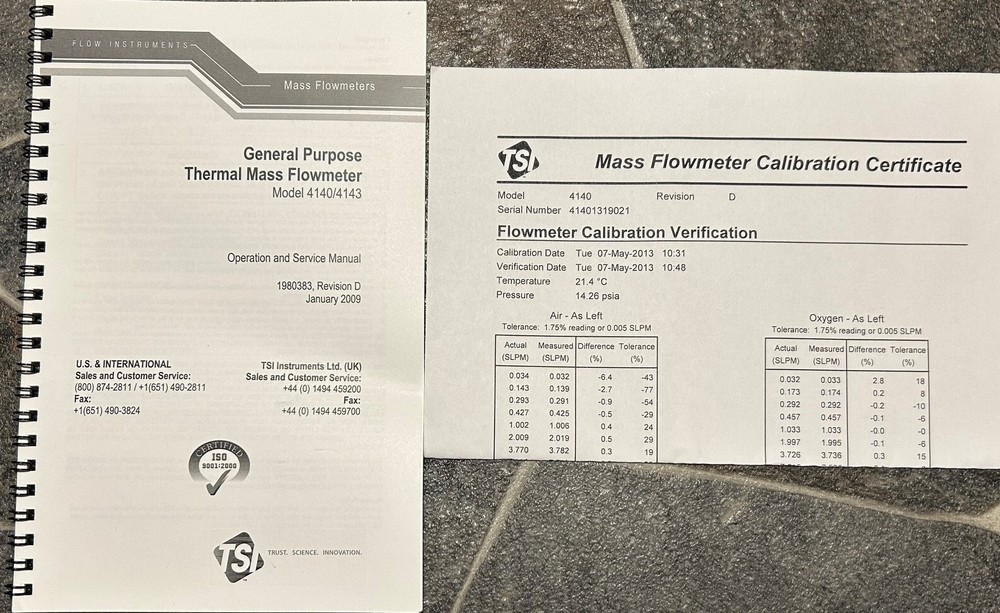 FLOW INSTRUMENTS
Mass Flowmeters
General Purpose
Thermal Mass Flowmeter
Model 4140/4143
Operation and Service Manual
1980383, Revision D
January 2009
U.S. & INTERNATIONAL
Sales and Customer Service:
(800) 874-2811 / +1(651) 490-2811
Fax:
+1(651) 490-3824
TSI Instruments Ltd. (UK)
Sales and Customer Service:
+44 (0) 1494 459200
Fax:
+44 (0) 1494 459700
CERTIFIED
ISO
9001:2000
TSI TRUST. SCIENCE. INNOVATION.
TSI Mass Flowmeter Calibration Certificate
Model 4140 Revision D
Serial Number 41401319021
Flowmeter Calibration Verification
Calibration Date Tue 07-May-2013 10:31
Verification Date Tue 07-May-2013 10:48
Temperature 21.4 °C
Pressure 14.26 psia
Air - As Left
Tolerance: 1.75% reading or 0.005 SLPM
Actual Measured Difference Tolerance
(SLPM) (SLPM) (%) (%)
0.034 0.032 -6.4 -43
0.143 0.139 -2.7 -77
0.293 0.291 -0.9 -54
0.427 0.425 -0.5 -29
1.002 1.006 0.4 24
2.009 2.019 0.5 29
3.770 3.782 0.3 19
Oxygen - As Left
Tolerance: 1.75% reading or 0.005 SLPM
Actual Measured Difference Tolerance
(SLPM) (SLPM) (%) (%)
0.032 0.033 2.8 18
0.173 0.174 0.2 8
0.292 0.292 -0.2 -10
0.457 0.457 -0.1 -6
1.033 1.033 -0.0 -0
1.997 1.995 -0.1 -6
3.726 3.736 0.3 15